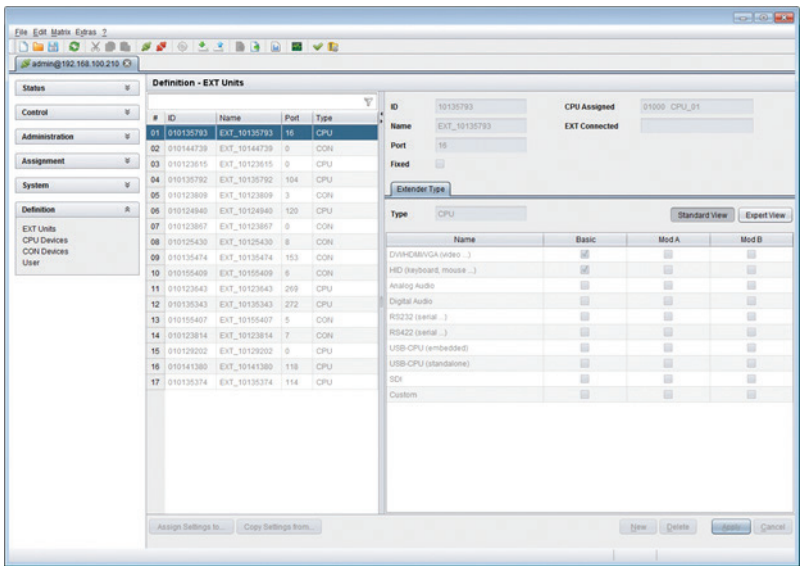 File Edit Matrix Extras ?
admin@192.168.100.210
Status
Control
Administration
Assignment
System
Definition
EXT Units
CPU Devices
CON Devices
User
Definition - EXT Units
# ID Name Port Type
01 010135793 EXT_10135793 16 CPU
02 010144739 EXT_10144739 0 CON
03 010123615 EXT_10123615 0 CPU
04 010135792 EXT_10135792 104 CPU
05 010123809 EXT_10123809 3 CON
06 010124940 EXT_10124940 120 CPU
07 010123867 EXT_10123867 0 CON
08 010125430 EXT_10125430 8 CON
09 010135474 EXT_10135474 153 CON
10 010155409 EXT_10155409 6 CON
11 010123643 EXT_10123643 269 CPU
12 010135343 EXT_10135343 272 CPU
13 010155407 EXT_10155407 5 CON
14 010123814 EXT_10123814 7 CON
15 010129202 EXT_10129202 0 CPU
16 010141380 EXT_10141380 118 CPU
17 010135374 EXT_10135374 114 CPU
Assign Settings to... Copy Settings from...
ID 10135793 CPU Assigned 01000 CPU_01
Name EXT_10135793 EXT Connected
Port 16
Fixed
Extender Type
Type CPU Standard View Expert View
Name Basic Mod A Mod B
DVI/HDMI/VGA (video ...)
HID (keyboard, mouse ...)
Analog Audio
Digital Audio
RS232 (serial ...)
RS422 (serial ...)
USB-CPU (embedded)
USB-CPU (standalone)
SDI
Custom
New Delete Apply Cancel